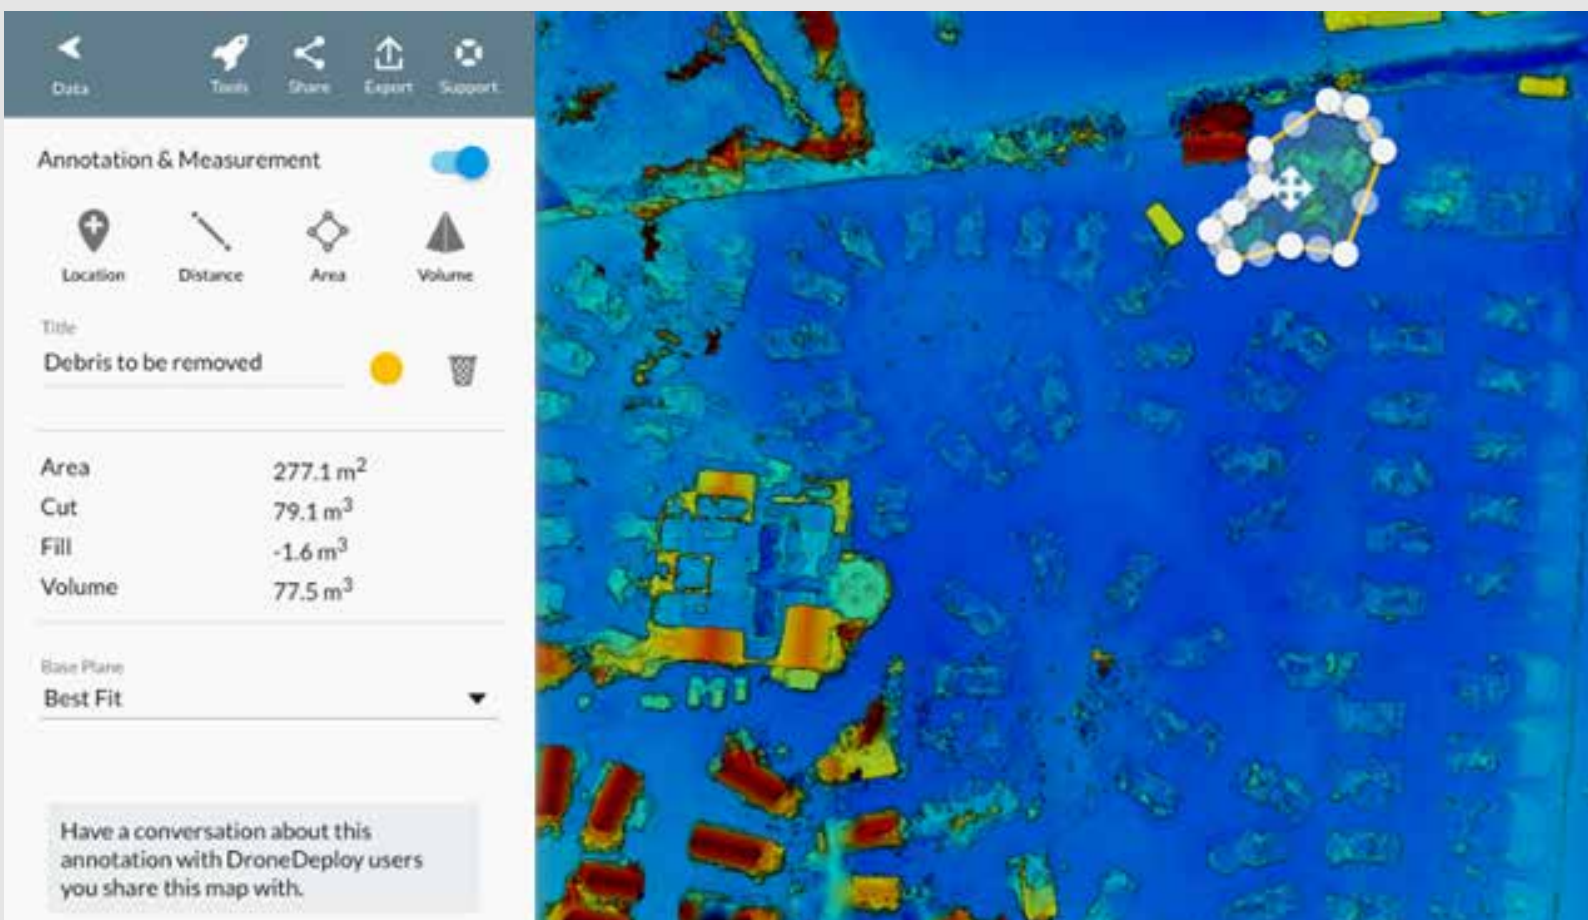 Data
Tools
Share
Export
Support
Annotation & Measurement
Location
Distance
Area
Volume
Title
Debris to be removed
Area 277.1 m²
Cut 79.1 m³
Fill -1.6 m³
Volume 77.5 m³
Base Plane
Best Fit
Have a conversation about this
annotation with DroneDeploy users
you share this map with.